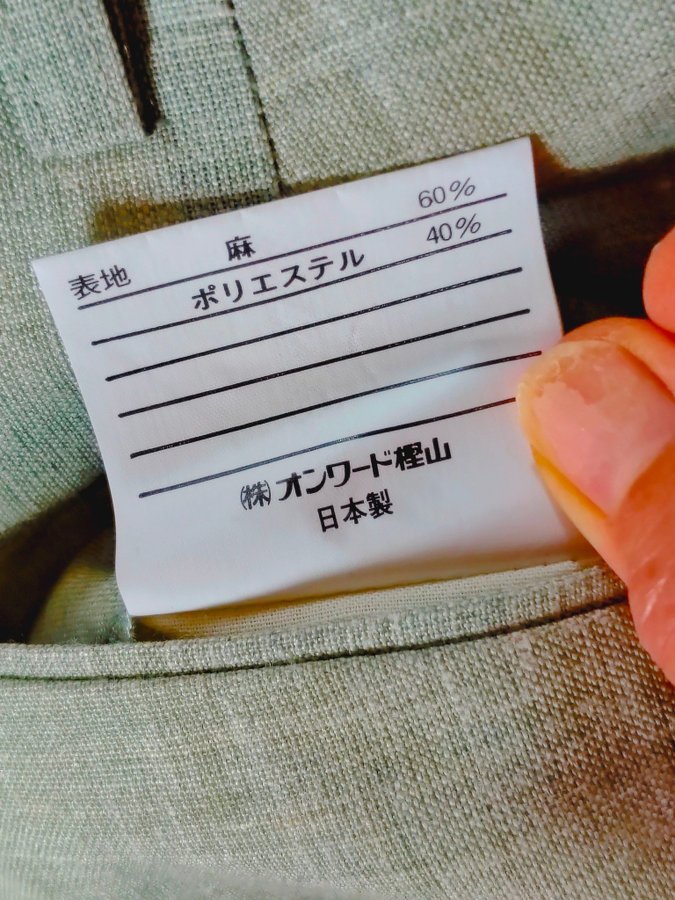 表地 麻 60%
ポリエステル 40%
㈱オンワード樫山
日本製